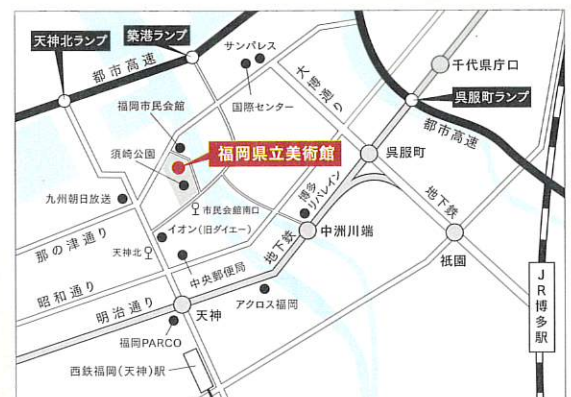 天神北ランプ
築港ランプ
サンパレス
都市高速
国際センター
大博通り
千代県庁口
呉服町ランプ
都市高速
福岡市民会館
須崎公園
福岡県立美術館
呉服町
九州朝日放送
市民会館南口
博多リバレイン
地下鉄
那の津通り
天神北
イオン(旧ダイエー)
地下鉄
中洲川端
祇園
昭和通り
中央郵便局
明治通り
天神
アクロス福岡
JR博多駅
福岡PARCO
西鉄福岡(天神)駅